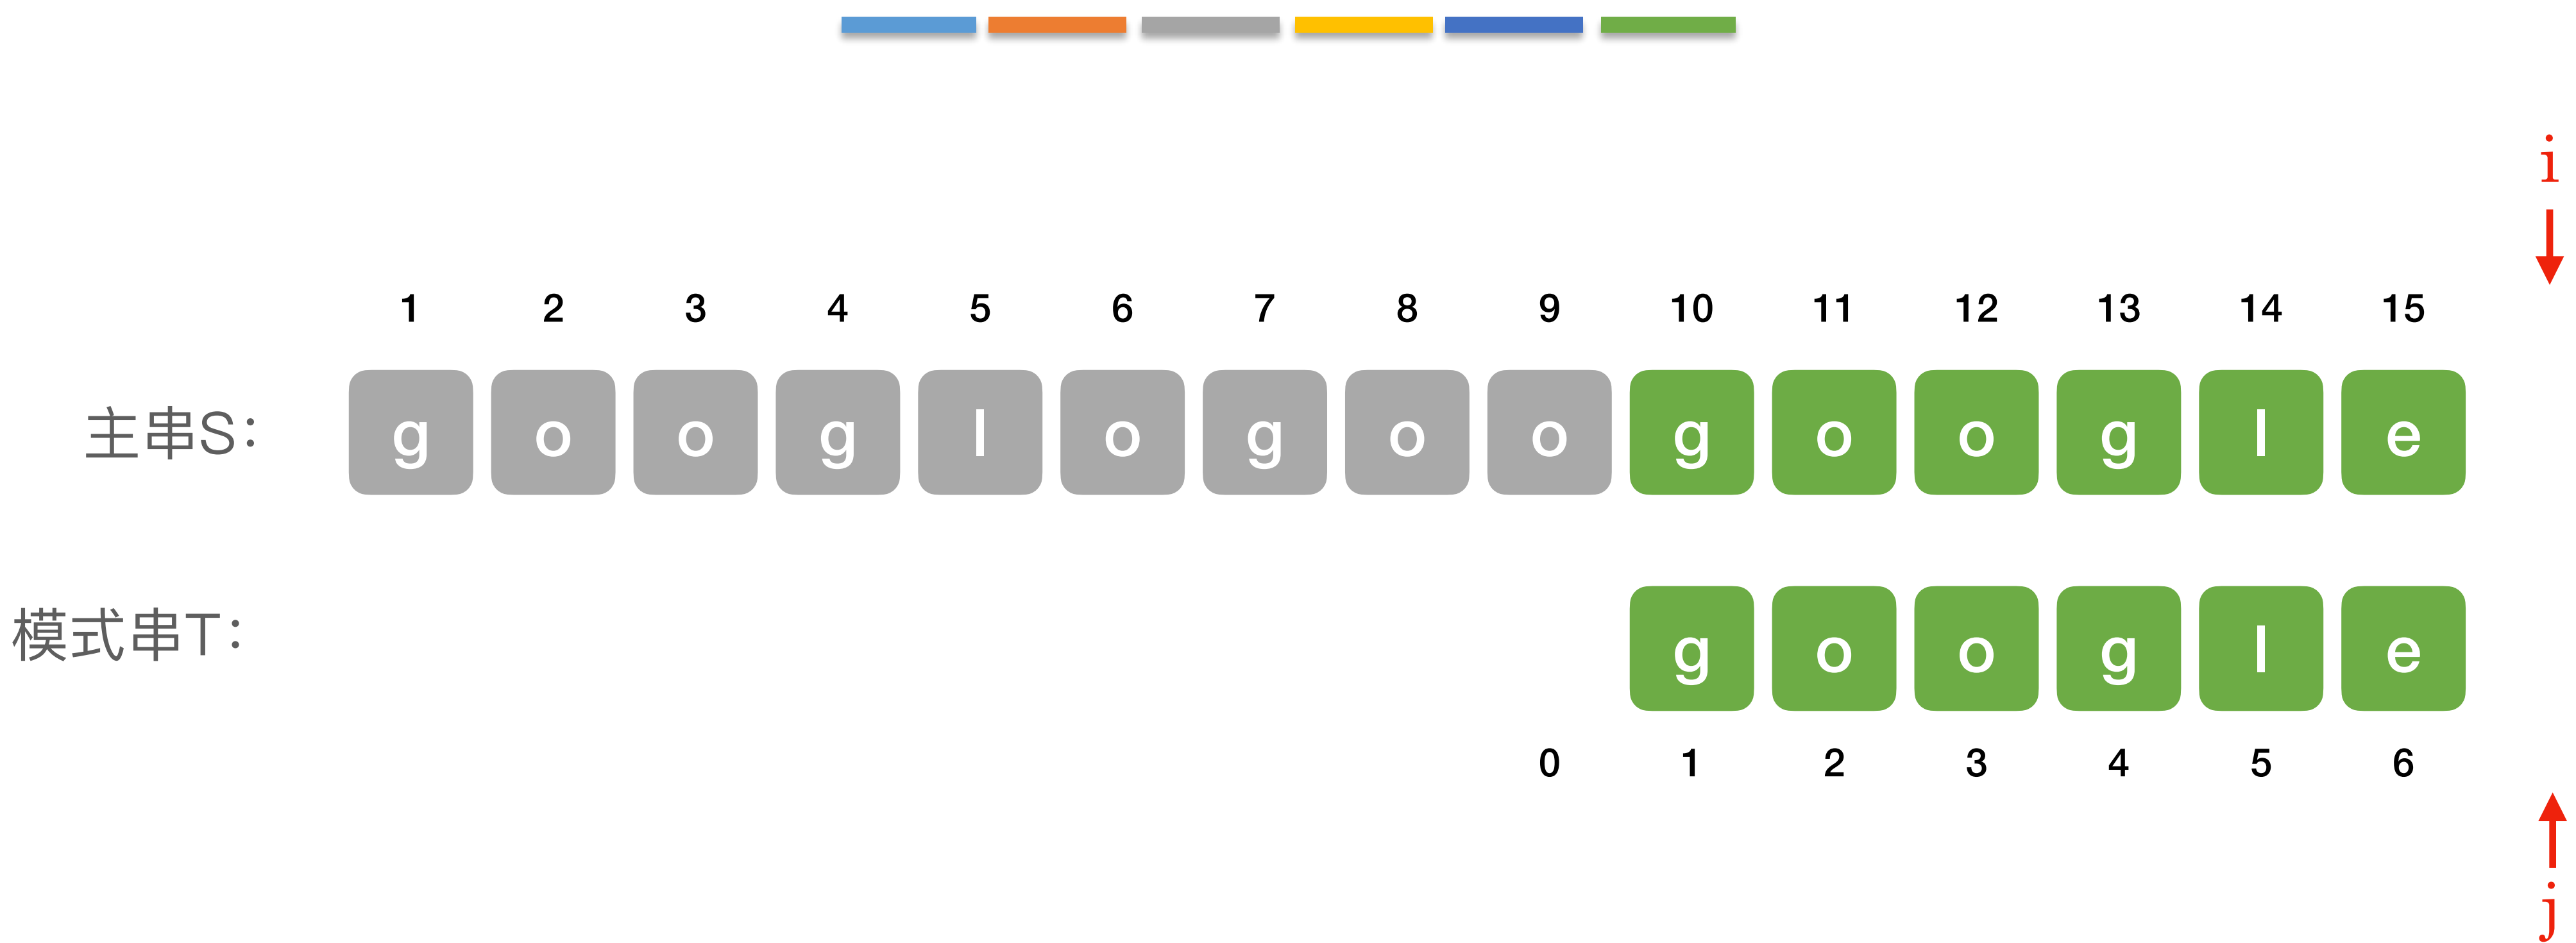 i
1 2 3 4 5 6 7 8 9 10 11 12 13 14 15
主串S： g o o g l o g o o g o o g l e
模式串T： g o o g l e
0 1 2 3 4 5 6
j